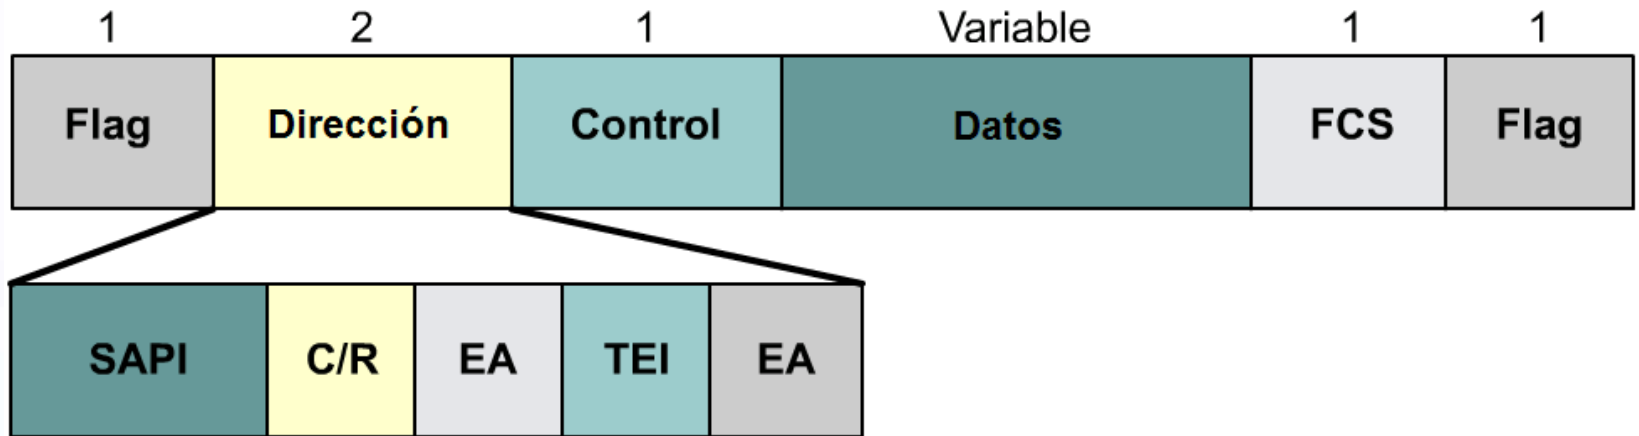 1 2 1 Variable 1 1
Flag Dirección Control Datos FCS Flag
SAPI C/R EA TEI EA